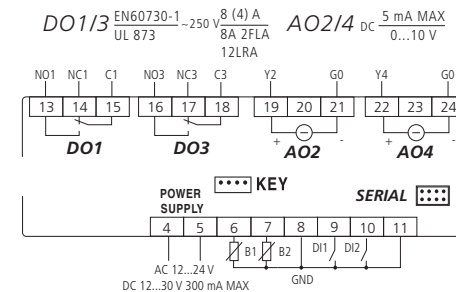 DO1/3 EN60730-1 UL 873 ~250 V 8 (4) A 8A 2FLA 12LRA AO2/4 DC 5 mA MAX 0...10 V
NO1 NC1 C1 NO3 NC3 C3 Y2 G0 Y4 G0
13 14 15 16 17 18 19 20 21 22 23 24
+ - + -
DO1 DO3 AO2 AO4
KEY
POWER SUPPLY SERIAL
4 5 6 7 8 9 10 11
B1 B2 DI1 DI2
AC 12...24 V GND
DC 12...30 V 300 mA MAX